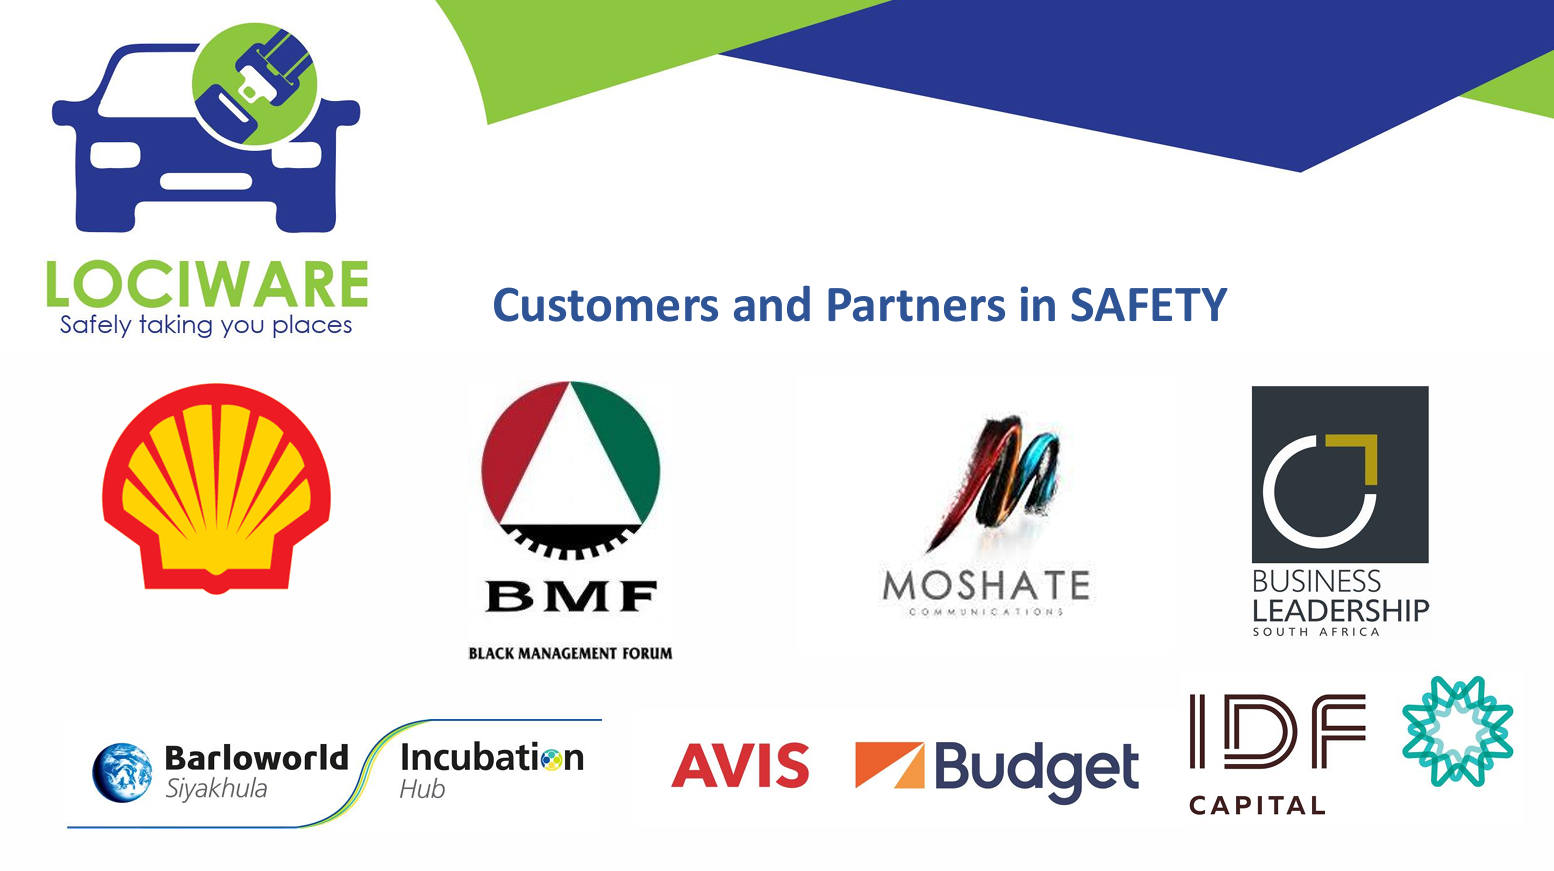 LOCIWARE
Safely taking you places
Customers and Partners in SAFETY
BMF
BLACK MANAGEMENT FORUM
MOSHATE
COMMUNICATIONS
BUSINESS
LEADERSHIP
SOUTH AFRICA
Barloworld
Siyakhula
Incubation
Hub
AVIS
Budget
IDF
CAPITAL